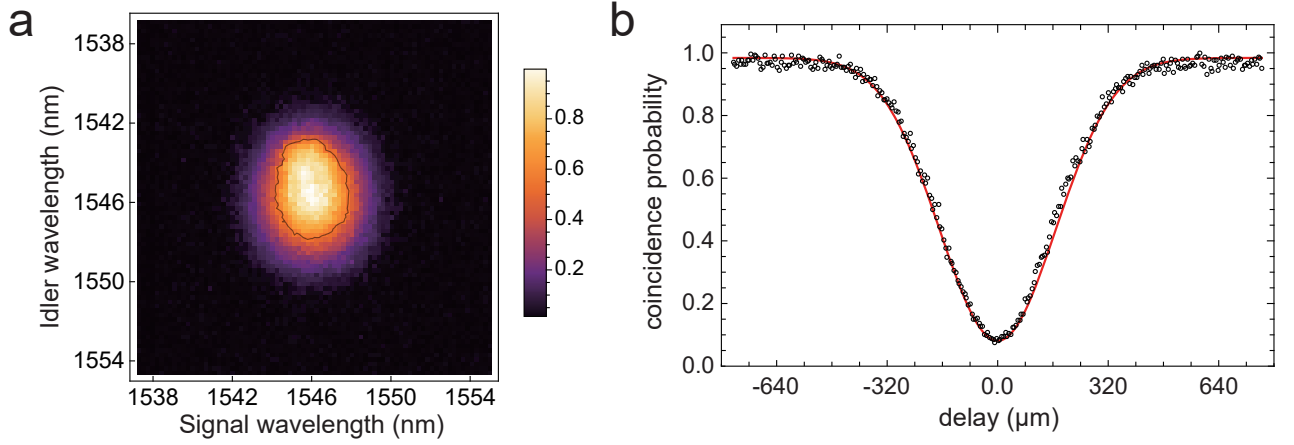 a
1538
1542
1546
1550
1554
Idler wavelength (nm)
1538 1542 1546 1550 1554
Signal wavelength (nm)
0.8
0.6
0.4
0.2
b
1.0
0.8
0.6
0.4
0.2
0.0
coincidence probability
-640 -320 0.0 320 640
delay (μm)